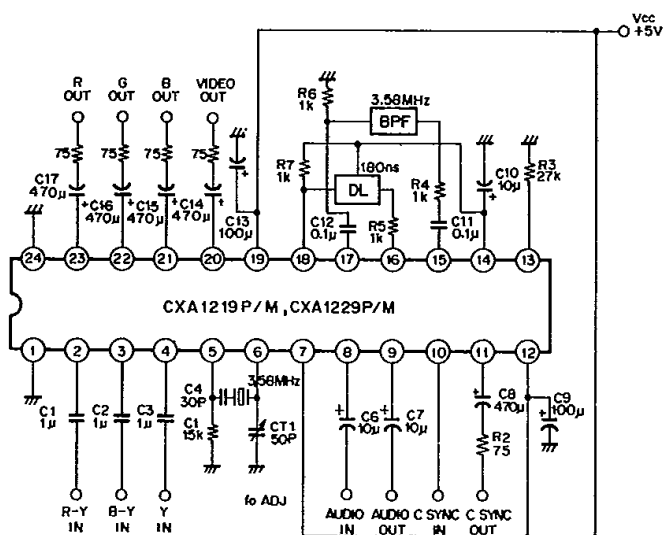 Vcc
+5V
R
OUT
G
OUT
B
OUT
VIDEO
OUT
R6
1k
3.58MHz
BPF
75
75
75
75
R7
1k
180ns
DL
R4
1k
C10
10µ
R3
27k
C17
470µ
C16
470µ
C15
470µ
C14
470µ
C13
100µ
C12
0.1µ
R5
1k
C11
0.1µ
24
23
22
21
20
19
18
17
16
15
14
13
CXA1219P/M, CXA1229P/M
1
2
3
4
5
6
7
8
9
10
11
12
C1
1µ
C2
1µ
C3
1µ
C4
30P
3.58MHz
C1
15k
CT1
50P
C6
10µ
C7
10µ
C8
470µ
C9
100µ
R2
75
fo ADJ
R-Y
IN
B-Y
IN
Y
IN
AUDIO
IN
AUDIO
OUT
C SYNC
IN
C SYNC
OUT